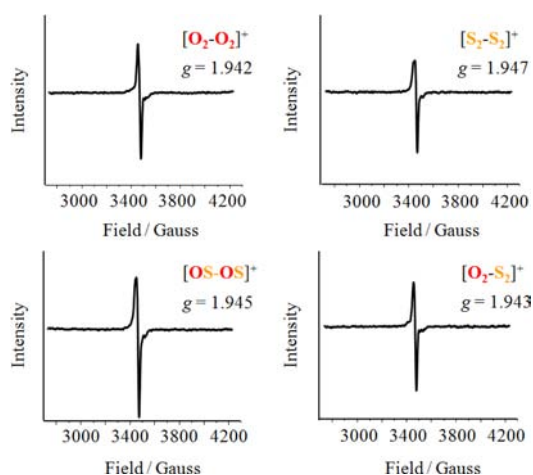 [O₂-O₂]⁺
g = 1.942
Intensity
3000 3400 3800 4200
Field / Gauss
[S₂-S₂]⁺
g = 1.947
Intensity
3000 3400 3800 4200
Field / Gauss
[OS-OS]⁺
g = 1.945
Intensity
3000 3400 3800 4200
Field / Gauss
[O₂-S₂]⁺
g = 1.943
Intensity
3000 3400 3800 4200
Field / Gauss